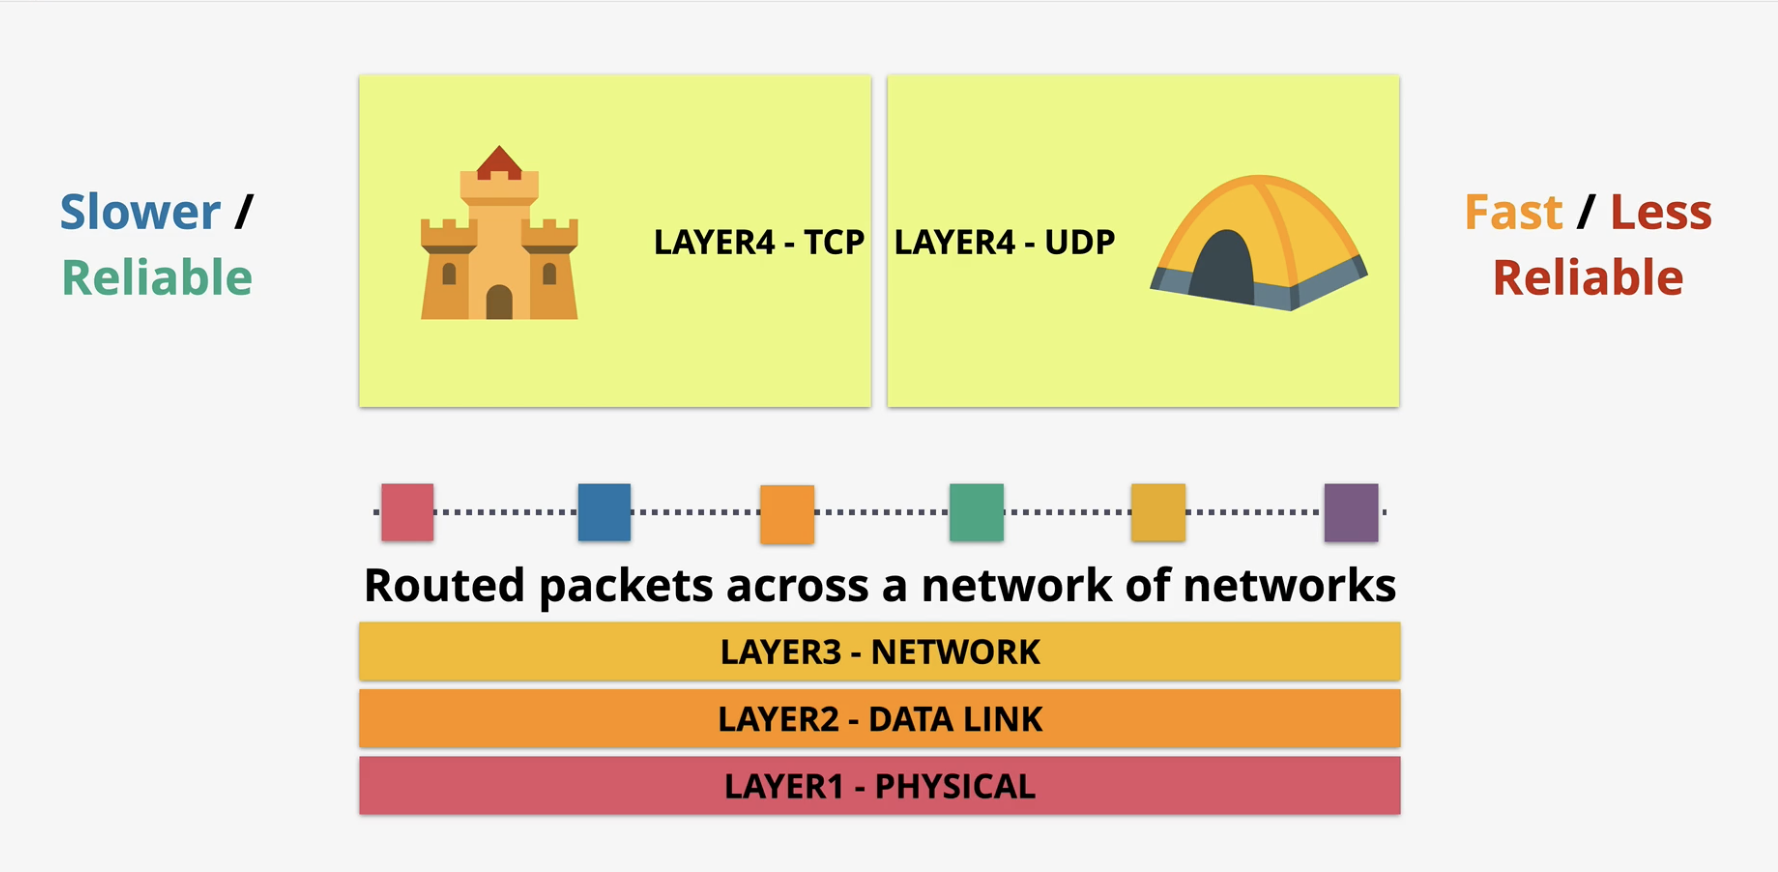 Slower /
Reliable
LAYER4 - TCP
LAYER4 - UDP
Fast / Less
Reliable
Routed packets across a network of networks
LAYER3 - NETWORK
LAYER2 - DATA LINK
LAYER1 - PHYSICAL